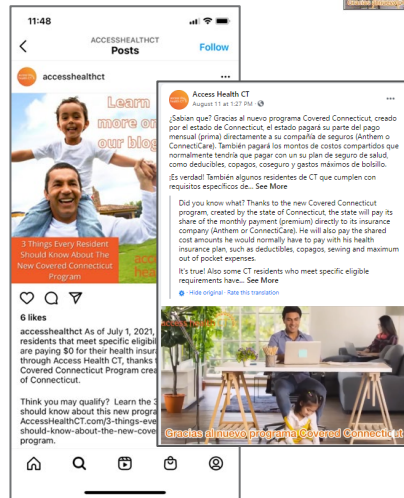 11:48
ACCESSHEALTHCT
Posts
Follow
accesshealthct
Learn
more on
our blog
3 Things Every Resident
Should Know About The
New Covered Connecticut
Program
6 likes
accesshealthct As of July 1, 2021,
residents that meet specific eligibil
are paying $0 for their health insura
through Access Health CT, thanks t
Covered Connecticut Program crea
of Connecticut.
Think you may qualify? Learn the 3
should know about this new progra
AccessHealthCT.com/3-things-eve
should-know-about-the-new-cove
program.
Access Health CT
August 11 at 1:27 PM
¿Sabían que? Gracias al nuevo programa Covered Connecticut, creado
por el estado de Connecticut, el estado pagará su parte del pago
mensual (prima) directamente a su compañía de seguros (Anthem o
ConnectiCare). También pagará los montos de costos compartidos que
normalmente tendría que pagar con un su plan de seguro de salud,
como deducibles, copagos, coseguro y gastos máximos de bolsillo.
¡Es verdad! También algunos residentes de CT que cumplen con
requisitos específicos de... See More
Did you know what? Thanks to the new Covered Connecticut
program, created by the state of Connecticut, the state will pay its
share of the monthly payment (premium) directly to its insurance
company (Anthem or ConnectiCare). He will also pay the shared
cost amounts he would normally have to pay with his health
insurance plan, such as deductibles, copagos, sewing and maximum
out of pocket expenses.
It's true! Also some CT residents who meet specific eligible
requirements have... See More
Hide original · Rate this translation
Gracias al nuevo programa Covered Connecticut